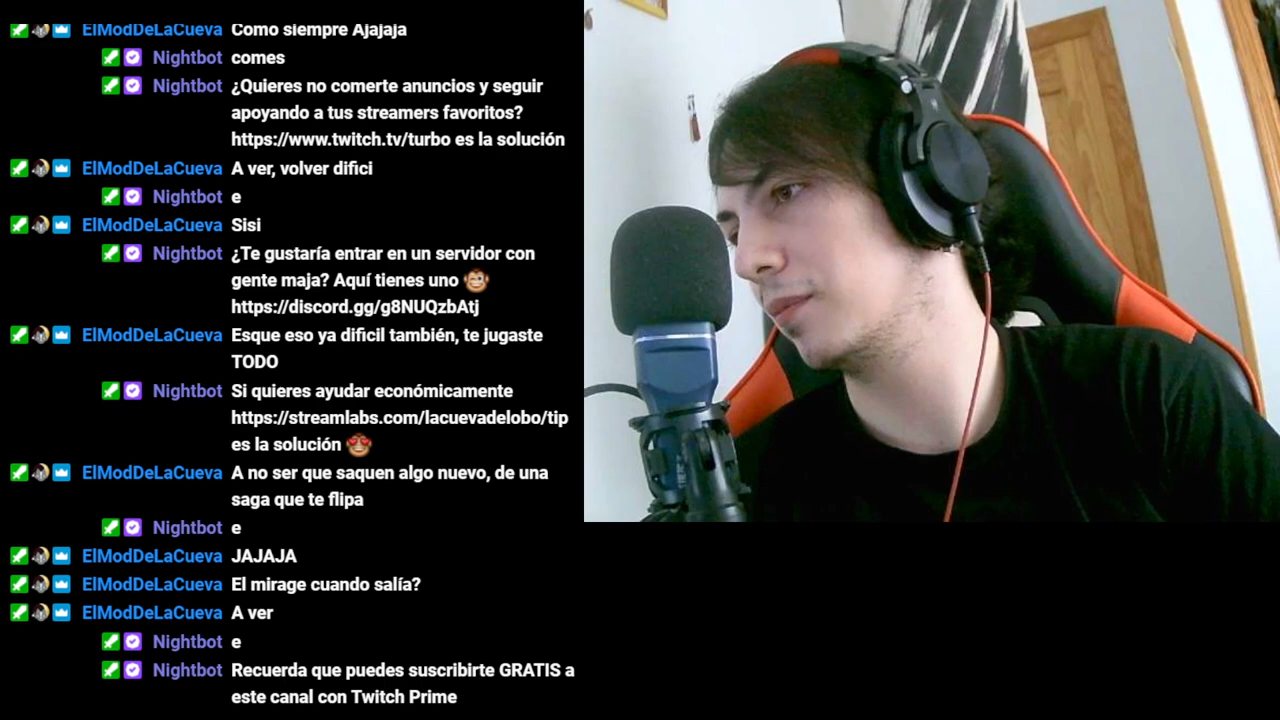 ElModDeLaCueva Como siempre Ajajaja
Nightbot comes
Nightbot ¿Quieres no comerte anuncios y seguir
apoyando a tus streamers favoritos?
https://www.twitch.tv/turbo es la solución
ElModDeLaCueva A ver, volver difici
Nightbot e
ElModDeLaCueva Sisi
Nightbot ¿Te gustaría entrar en un servidor con
gente maja? Aquí tienes uno 🐵
https://discord.gg/g8NUQzbAtj
ElModDeLaCueva Esque eso ya dificil también, te jugaste
TODO
Nightbot Si quieres ayudar económicamente
https://streamlabs.com/lacuevadelobo/tip
es la solución
ElModDeLaCueva A no ser que saquen algo nuevo, de una
saga que te flipa
Nightbot e
ElModDeLaCueva JAJAJA
ElModDeLaCueva El mirage cuando salía?
ElModDeLaCueva A ver
Nightbot e
Nightbot Recuerda que puedes suscribirte GRATIS a
este canal con Twitch Prime